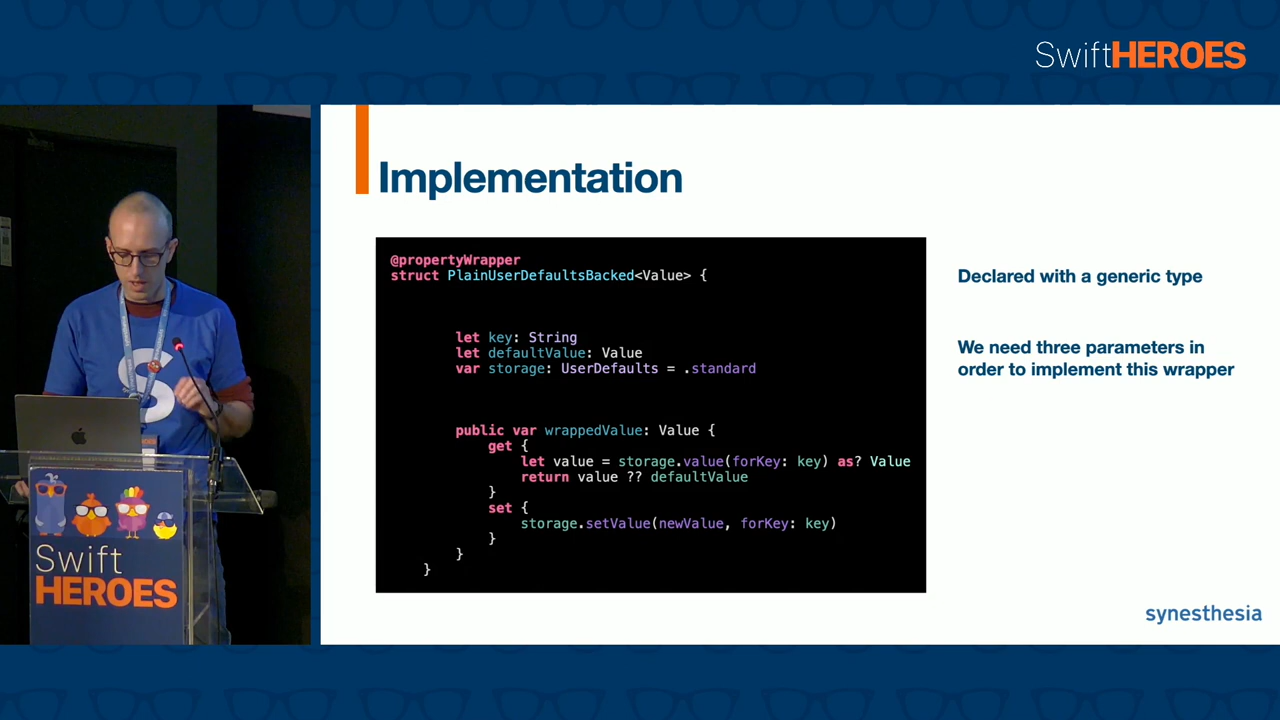 SwiftHEROES
Implementation
@propertyWrapper
struct PlainUserDefaultsBacked<Value> {
let key: String
let defaultValue: Value
var storage: UserDefaults = .standard
public var wrappedValue: Value {
get {
let value = storage.value(forKey: key) as? Value
return value ?? defaultValue
}
set {
storage.setValue(newValue, forKey: key)
}
}
}
Declared with a generic type
We need three parameters in
order to implement this wrapper
synesthesia
S
Swift
HEROES